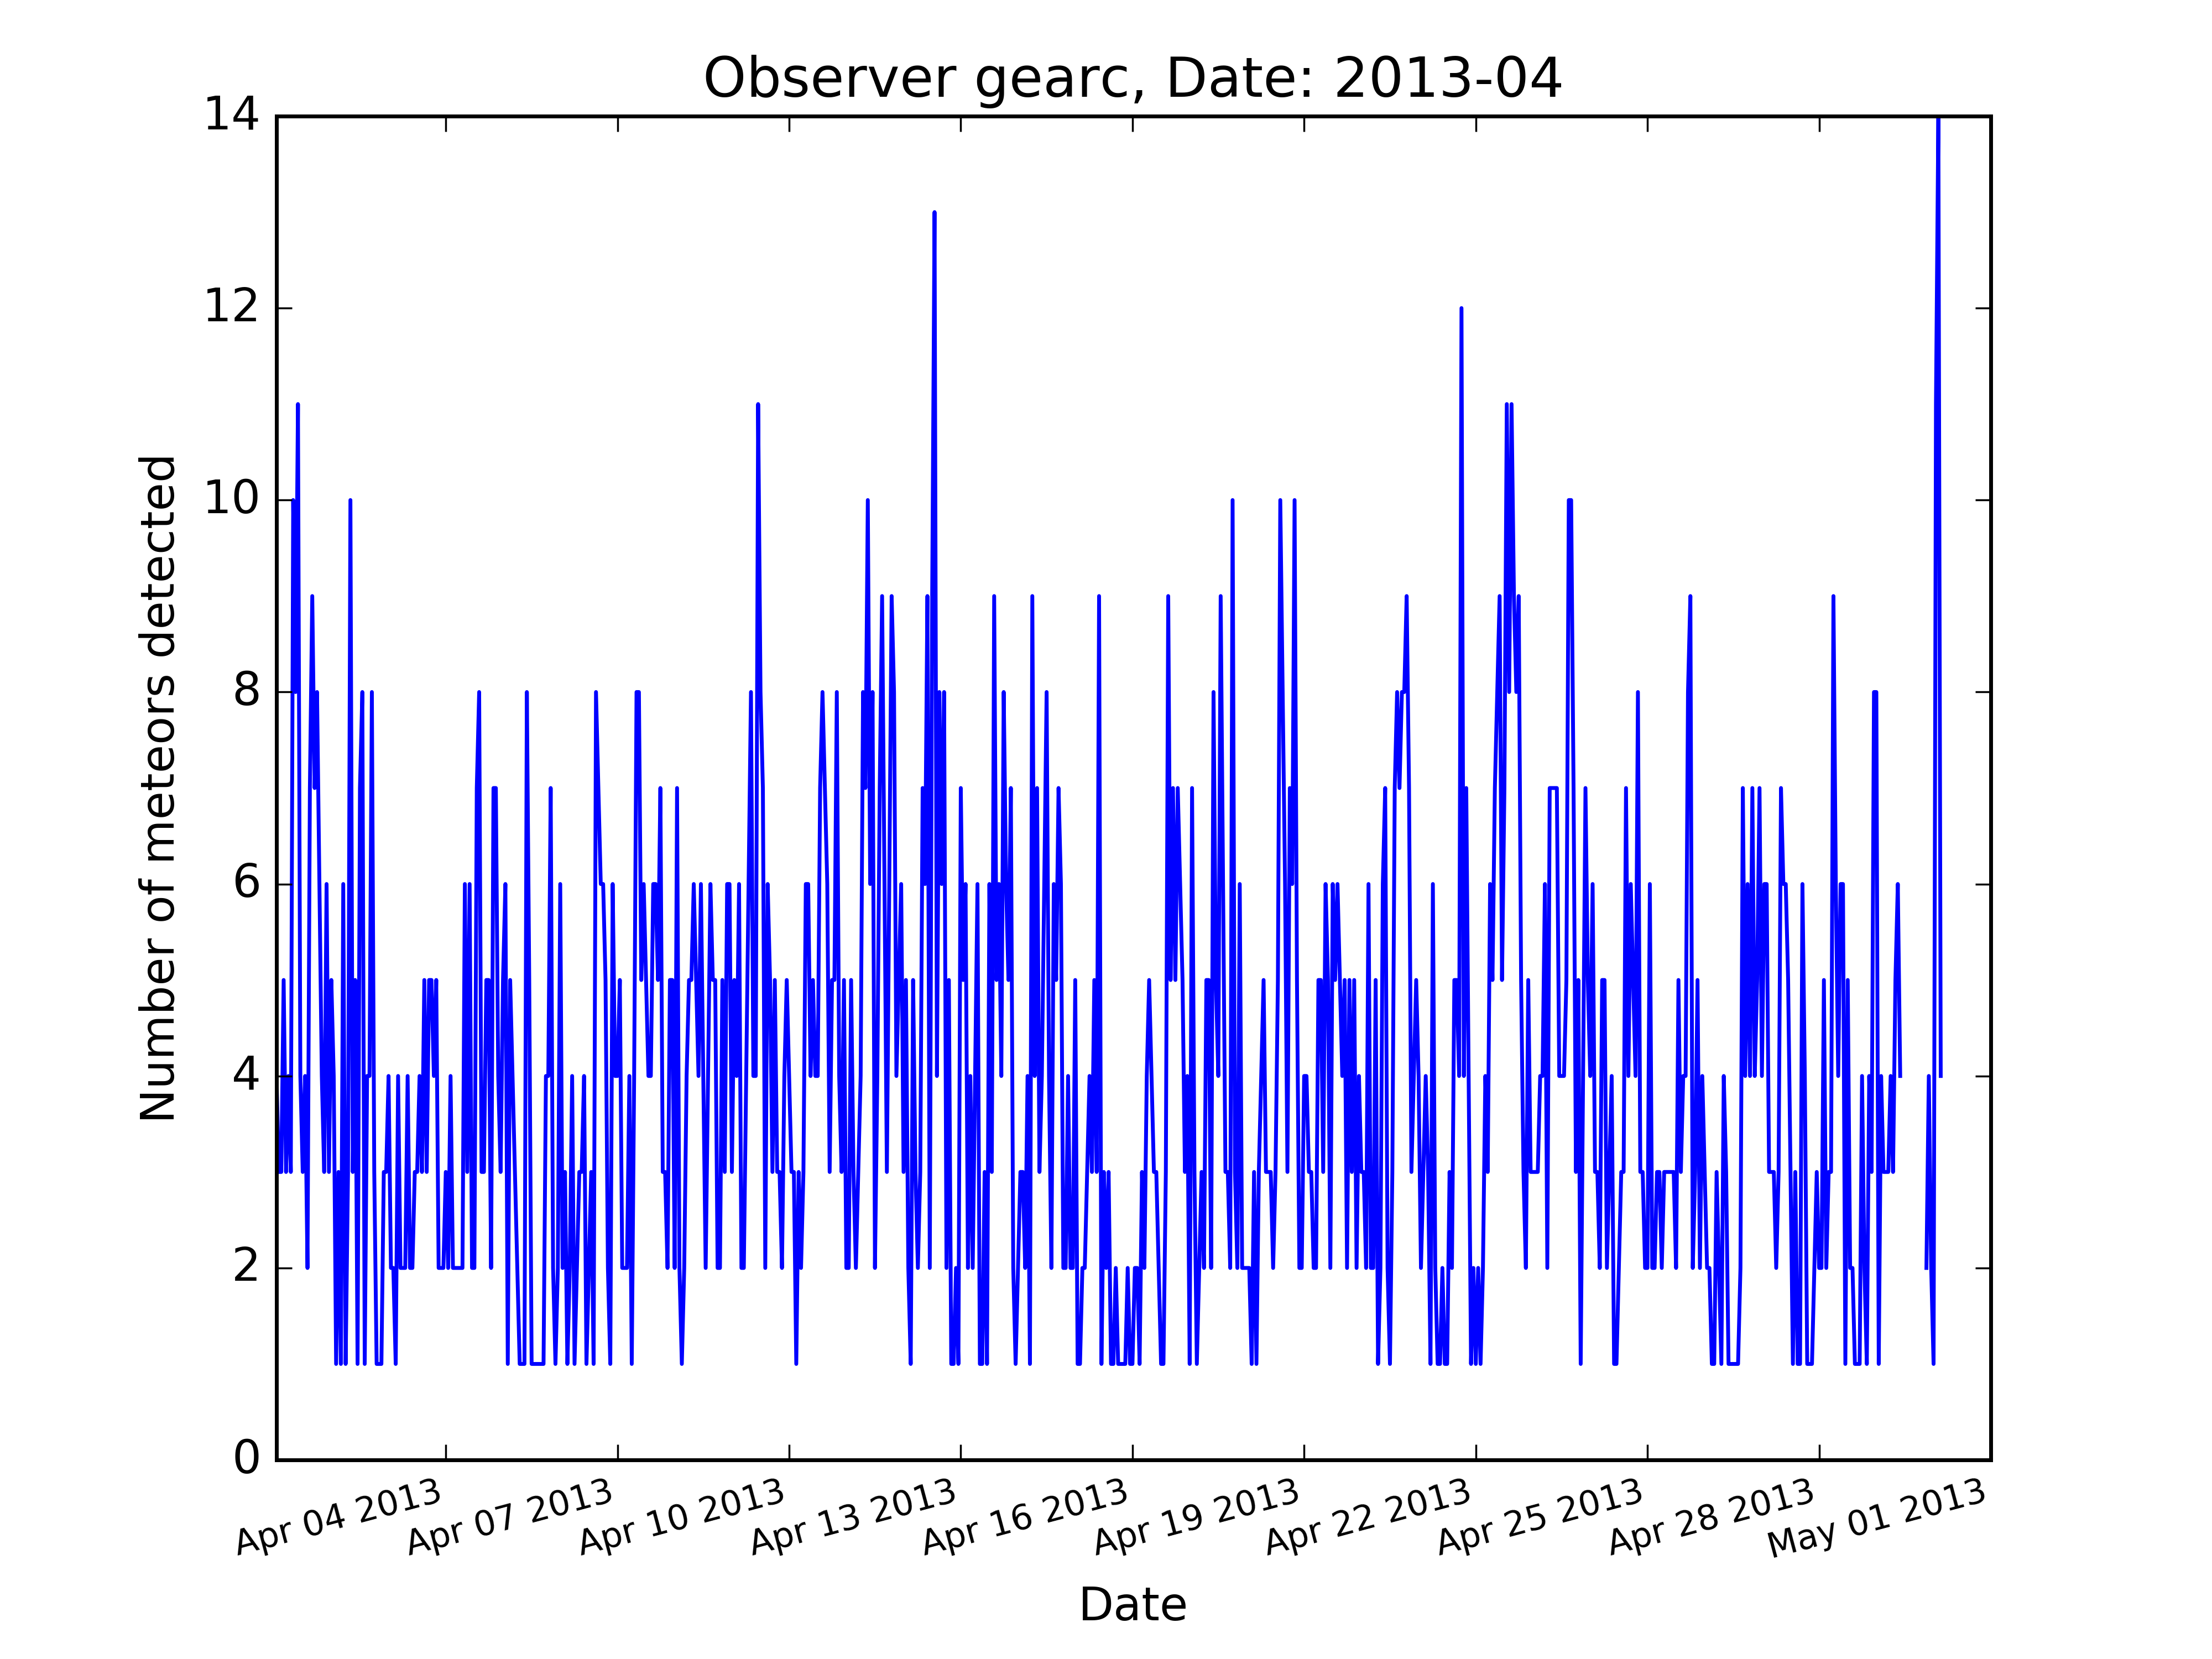 Observer gearc, Date: 2013-04
14
12
10
8
6
4
2
0
Number of meteors detected
Apr 04 2013
Apr 07 2013
Apr 10 2013
Apr 13 2013
Apr 16 2013
Apr 19 2013
Apr 22 2013
Apr 25 2013
Apr 28 2013
May 01 2013
Date